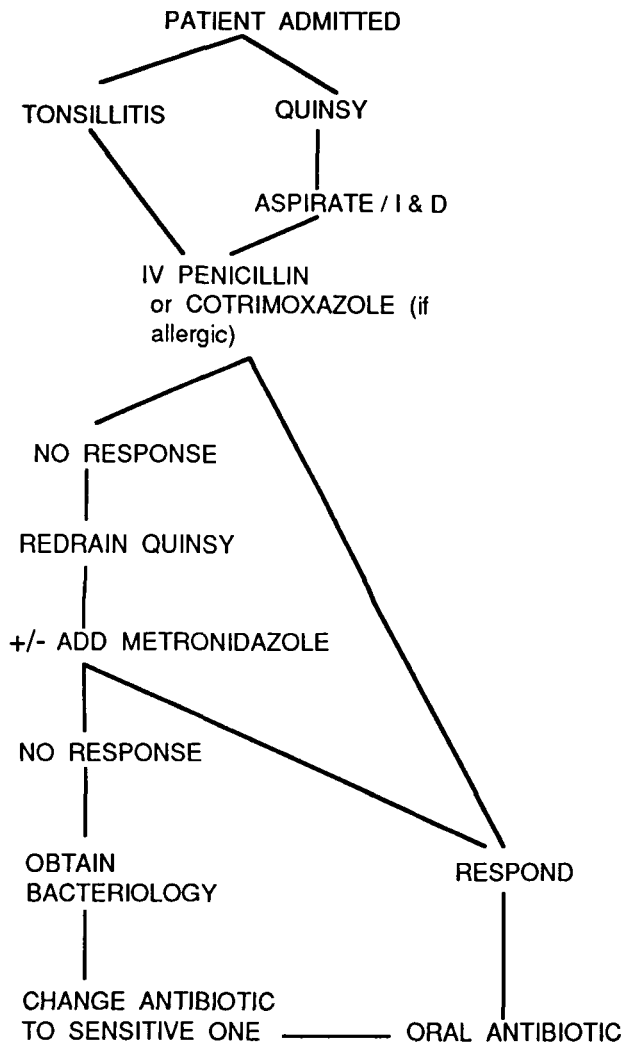 PATIENT ADMITTED
TONSILLITIS
QUINSY
ASPIRATE / I & D
IV PENICILLIN
or COTRIMOXAZOLE (if
allergic)
NO RESPONSE
REDRAIN QUINSY
+/- ADD METRONIDAZOLE
NO RESPONSE
OBTAIN
BACTERIOLOGY
RESPOND
CHANGE ANTIBIOTIC
TO SENSITIVE ONE
ORAL ANTIBIOTIC